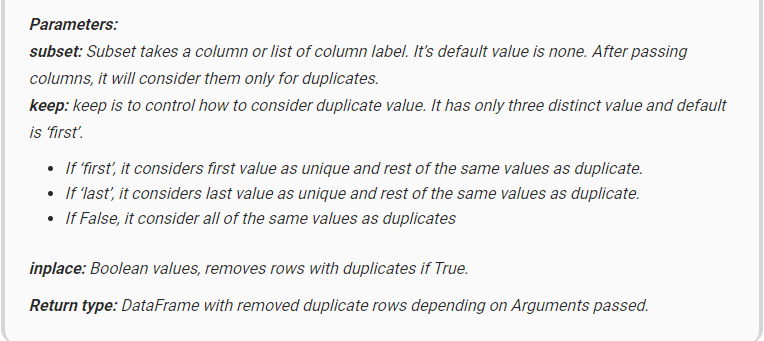 Parameters:
subset: Subset takes a column or list of column label. It's default value is none. After passing
columns, it will consider them only for duplicates.
keep: keep is to control how to consider duplicate value. It has only three distinct value and default
is 'first'.
• If 'first', it considers first value as unique and rest of the same values as duplicate.
• If 'last', it considers last value as unique and rest of the same values as duplicate.
• If False, it consider all of the same values as duplicates
inplace: Boolean values, removes rows with duplicates if True.
Return type: DataFrame with removed duplicate rows depending on Arguments passed.